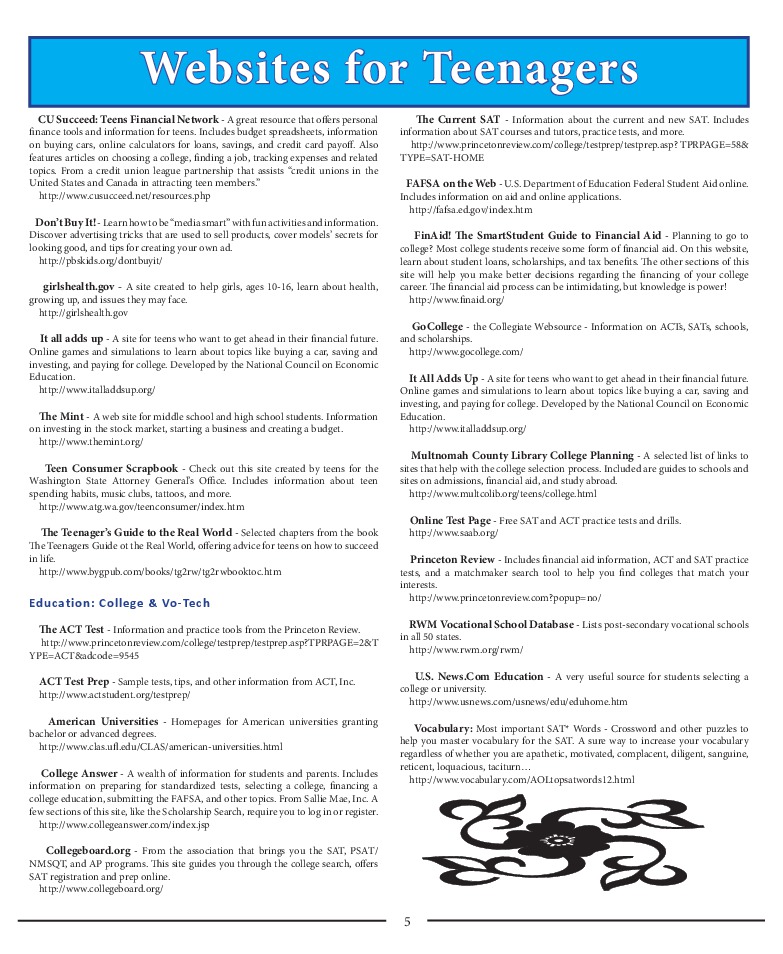 Websites for Teenagers
CU Succeed: Teens Financial Network - A great resource that offers personal
finance tools and information for teens. Includes budget spreadsheets, information
on buying cars, online calculators for loans, savings, and credit card payoff. Also
features articles on choosing a college, finding a job, tracking expenses and related
topics. From a credit union league partnership that assists “credit unions in the
United States and Canada in attracting teen members.”
http://www.cusucceed.net/resources.php
Don't Buy It! - Learn how to be “media smart” with fun activities and information.
Discover advertising tricks that are used to sell products, cover models’ secrets for
looking good, and tips for creating your own ad.
http://pbskids.org/dontbuyit/
girlshealth.gov - A site created to help girls, ages 10-16, learn about health,
growing up, and issues they may face.
http://girlshealth.gov
It all adds up - A site for teens who want to get ahead in their financial future.
Online games and simulations to learn about topics like buying a car, saving and
investing, and paying for college. Developed by the National Council on Economic
Education.
http://www.italladdsup.org/
The Mint - A web site for middle school and high school students. Information
on investing in the stock market, starting a business and creating a budget.
http://www.themint.org/
Teen Consumer Scrapbook - Check out this site created by teens for the
Washington State Attorney General’s Office. Includes information about teen
spending habits, music clubs, tattoos, and more.
http://www.atg.wa.gov/teenconsumer/index.htm
The Teenager’s Guide to the Real World - Selected chapters from the book
The Teenagers Guide ot the Real World, offering advice for teens on how to succeed
in life.
http://www.bygpub.com/books/tg2rw/tg2rwbooktoc.htm
Education: College & Vo-Tech
The ACT Test - Information and practice tools from the Princeton Review.
http://www.princetonreview.com/college/testprep/testprep.asp?TPRPAGE=2&T
YPE=ACT&adcode=9545
ACT Test Prep - Sample tests, tips, and other information from ACT, Inc.
http://www.actstudent.org/testprep/
American Universities - Homepages for American universities granting
bachelor or advanced degrees.
http://www.clas.ufl.edu/CLAS/american-universities.html
College Answer - A wealth of information for students and parents. Includes
information on preparing for standardized tests, selecting a college, financing a
college education, submitting the FAFSA, and other topics. From Sallie Mae, Inc. A
few sections of this site, like the Scholarship Search, require you to log in or register.
http://www.collegeanswer.com/index.jsp
Collegeboard.org - From the association that brings you the SAT, PSAT/
NMSQT, and AP programs. This site guides you through the college search, offers
SAT registration and prep online.
http://www.collegeboard.org/
The Current SAT - Information about the current and new SAT. Includes
information about SAT courses and tutors, practice tests, and more.
http://www.princetonreview.com/college/testprep/testprep.asp? TPRPAGE=58&
TYPE=SAT-HOME
FAFSA on the Web - U.S. Department of Education Federal Student Aid online.
Includes information on aid and online applications.
http://fafsa.ed.gov/index.htm
FinAid! The SmartStudent Guide to Financial Aid - Planning to go to
college? Most college students receive some form of financial aid. On this website,
learn about student loans, scholarships, and tax benefits. The other sections of this
site will help you make better decisions regarding the financing of your college
career. The financial aid process can be intimidating, but knowledge is power!
http://www.finaid.org/
GoCollege - the Collegiate Websource - Information on ACTs, SATs, schools,
and scholarships.
http://www.gocollege.com/
It All Adds Up - A site for teens who want to get ahead in their financial future.
Online games and simulations to learn about topics like buying a car, saving and
investing, and paying for college. Developed by the National Council on Economic
Education.
http://www.italladdsup.org/
Multnomah County Library College Planning - A selected list of links to
sites that help with the college selection process. Included are guides to schools and
sites on admissions, financial aid, and study abroad.
http://www.multcolib.org/teens/college.html
Online Test Page - Free SAT and ACT practice tests and drills.
http://www.saab.org/
Princeton Review - Includes financial aid information, ACT and SAT practice
tests, and a matchmaker search tool to help you find colleges that match your
interests.
http://www.princetonreview.com?popup=no/
RWM Vocational School Database - Lists post-secondary vocational schools
in all 50 states.
http://www.rwm.org/rwm/
U.S. News.Com Education - A very useful source for students selecting a
college or university.
http://www.usnews.com/usnews/edu/eduhome.htm
Vocabulary: Most important SAT* Words - Crossword and other puzzles to
help you master vocabulary for the SAT. A sure way to increase your vocabulary
regardless of whether you are apathetic, motivated, complacent, diligent, sanguine,
reticent, loquacious, taciturn…
http://www.vocabulary.com/AOLtopsatwords12.html
5